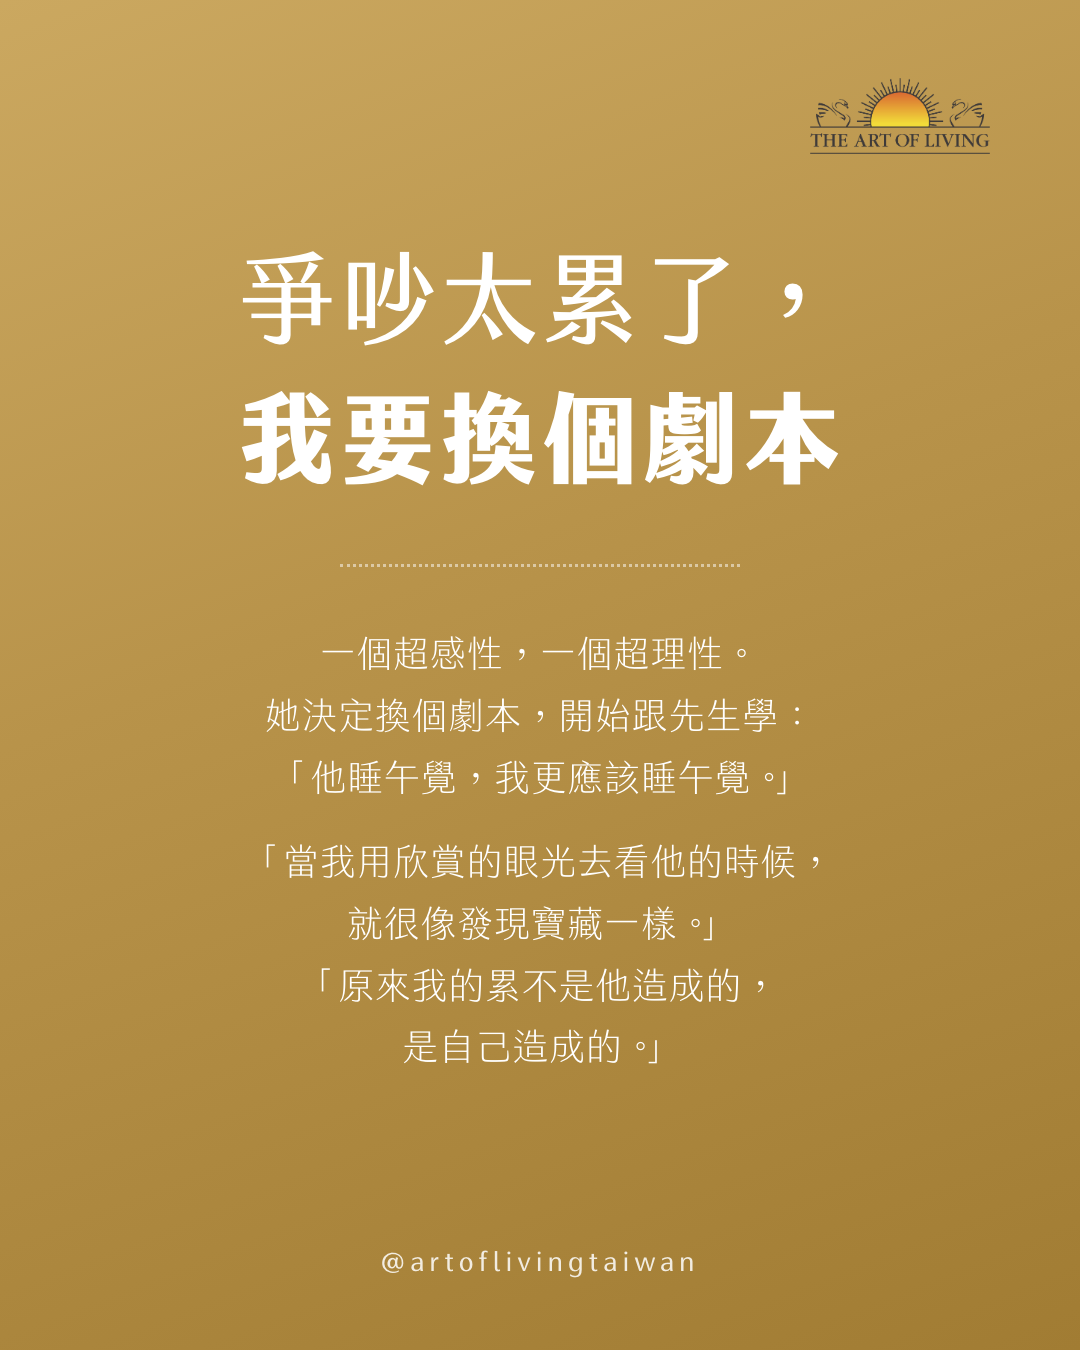 THE ART OF LIVING
爭吵太累了，
我要換個劇本
一個超感性，一個超理性。
她決定換個劇本，開始跟先生學：
「他睡午覺，我更應該睡午覺。」
「當我用欣賞的眼光去看他的時候，
就很像發現寶藏一樣。」
「原來我的累不是他造成的，
是自己造成的。」
@artoflivingtaiwan